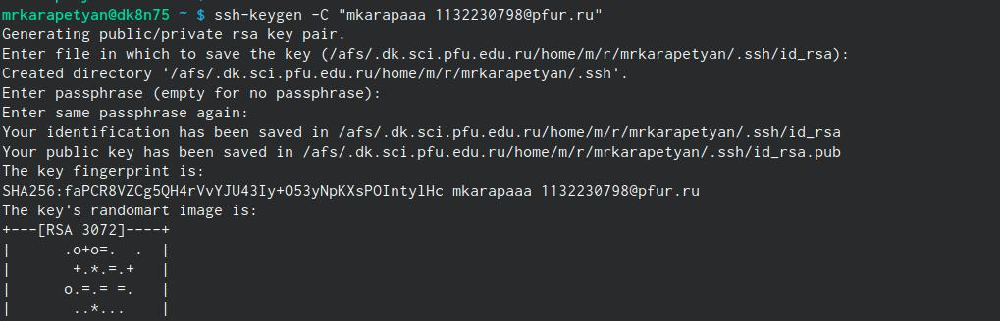 mrkarapetyan@dk8n75 ~ $ ssh-keygen -C "mkarapaaa 1132230798@pfur.ru"
Generating public/private rsa key pair.
Enter file in which to save the key (/afs/.dk.sci.pfu.edu.ru/home/m/r/mrkarapetyan/.ssh/id_rsa):
Created directory '/afs/.dk.sci.pfu.edu.ru/home/m/r/mrkarapetyan/.ssh'.
Enter passphrase (empty for no passphrase):
Enter same passphrase again:
Your identification has been saved in /afs/.dk.sci.pfu.edu.ru/home/m/r/mrkarapetyan/.ssh/id_rsa
Your public key has been saved in /afs/.dk.sci.pfu.edu.ru/home/m/r/mrkarapetyan/.ssh/id_rsa.pub
The key fingerprint is:
SHA256:faPCR8VZCg5QH4rVvYJU43Iy+O53yNpKXsPOIntylHc mkarapaaa 1132230798@pfur.ru
The key's randomart image is:
+---[RSA 3072]----+
|      .o+o=.  .  |
|       +.*.=.+   |
|      o.=.= =.   |
|       ..*...    |